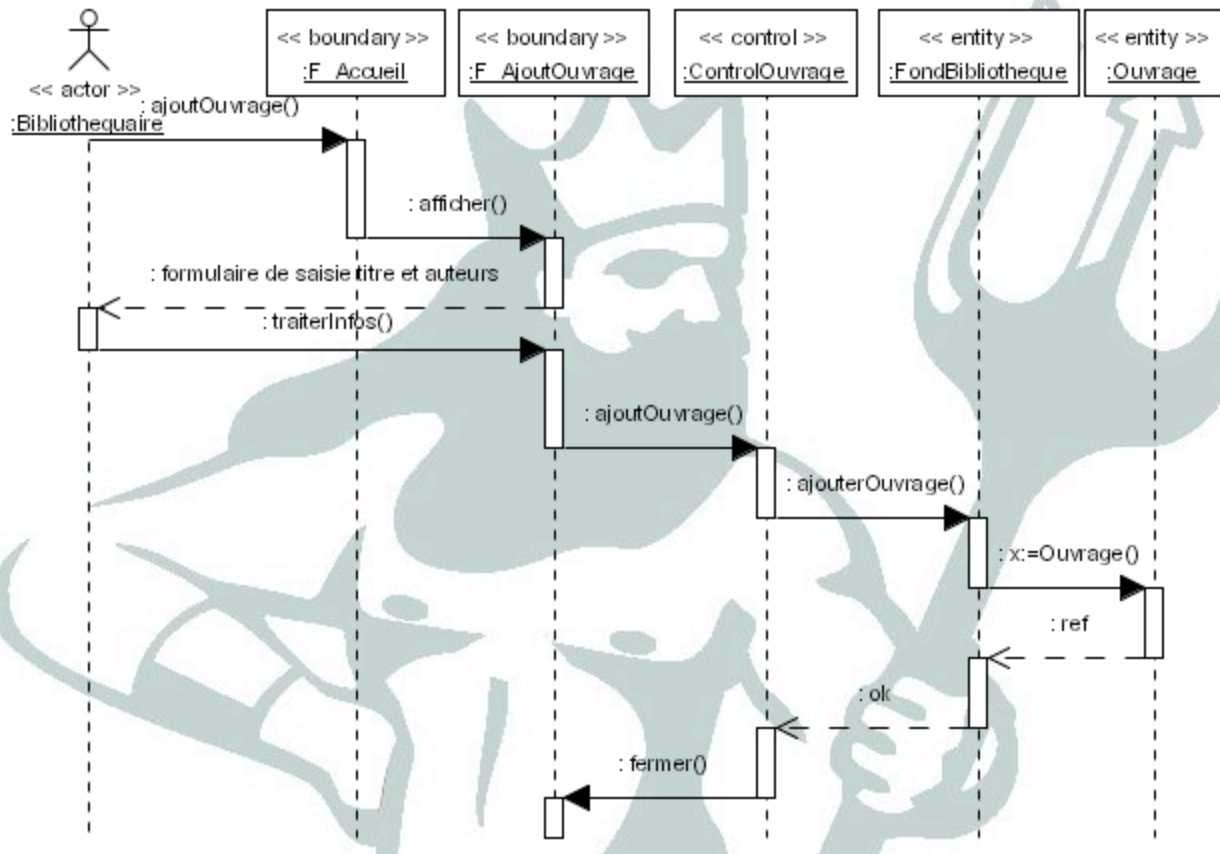 << boundary >>
:F_Accueil
<< boundary >>
:F_AjoutOuvrage
<< control >>
:ControlOuvrage
<< entity >>
:FondBibliotheque
<< entity >>
:Ouvrage
<< actor >>
:Bibliothequaire
: ajoutOuvrage()
: afficher()
: formulaire de saisie titre et auteurs
: traiterInfos()
: ajoutOuvrage()
: ajouterOuvrage()
: x:=Ouvrage()
: ref
: ok
: fermer()